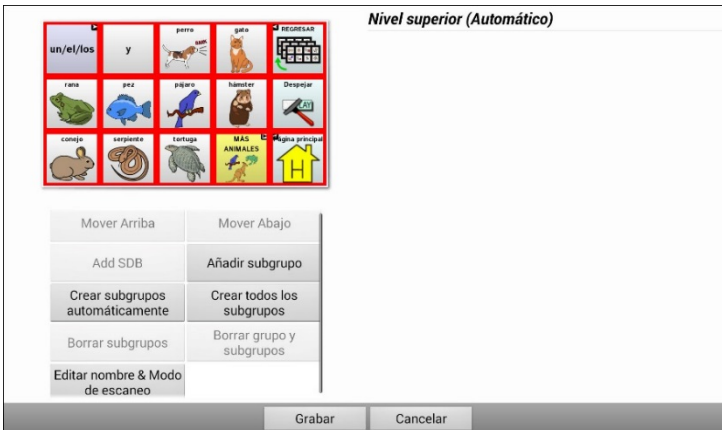 Nivel superior (Automático)
un/el/los
y
perro
BARK
gato
REGRESAR
rana
pez
pájaro
hámster
Despejar
conejo
serpiente
tortuga
MÁS
ANIMALES
Página principal
H
Mover Arriba
Mover Abajo
Add SDB
Añadir subgrupo
Crear subgrupos
automáticamente
Crear todos los
subgrupos
Borrar subgrupos
Borrar grupo y
subgrupos
Editar nombre & Modo
de escaneo
Grabar
Cancelar